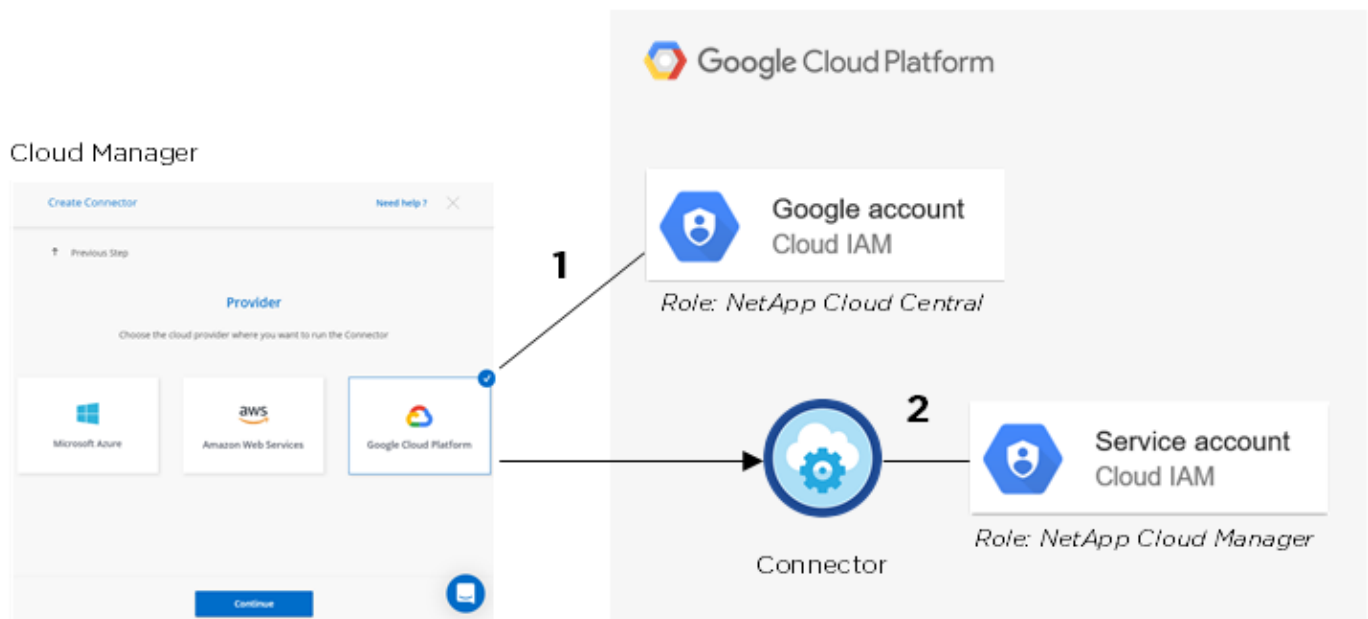 Google Cloud Platform
Cloud Manager
Create Connector
Need help ?
Previous Step
Provider
Choose the cloud provider where you want to run the Connector
Microsoft Azure
aws
Amazon Web Services
Google Cloud Platform
Continue
1
Google account
Cloud IAM
Role: NetApp Cloud Central
2
Connector
Service account
Cloud IAM
Role: NetApp Cloud Manager